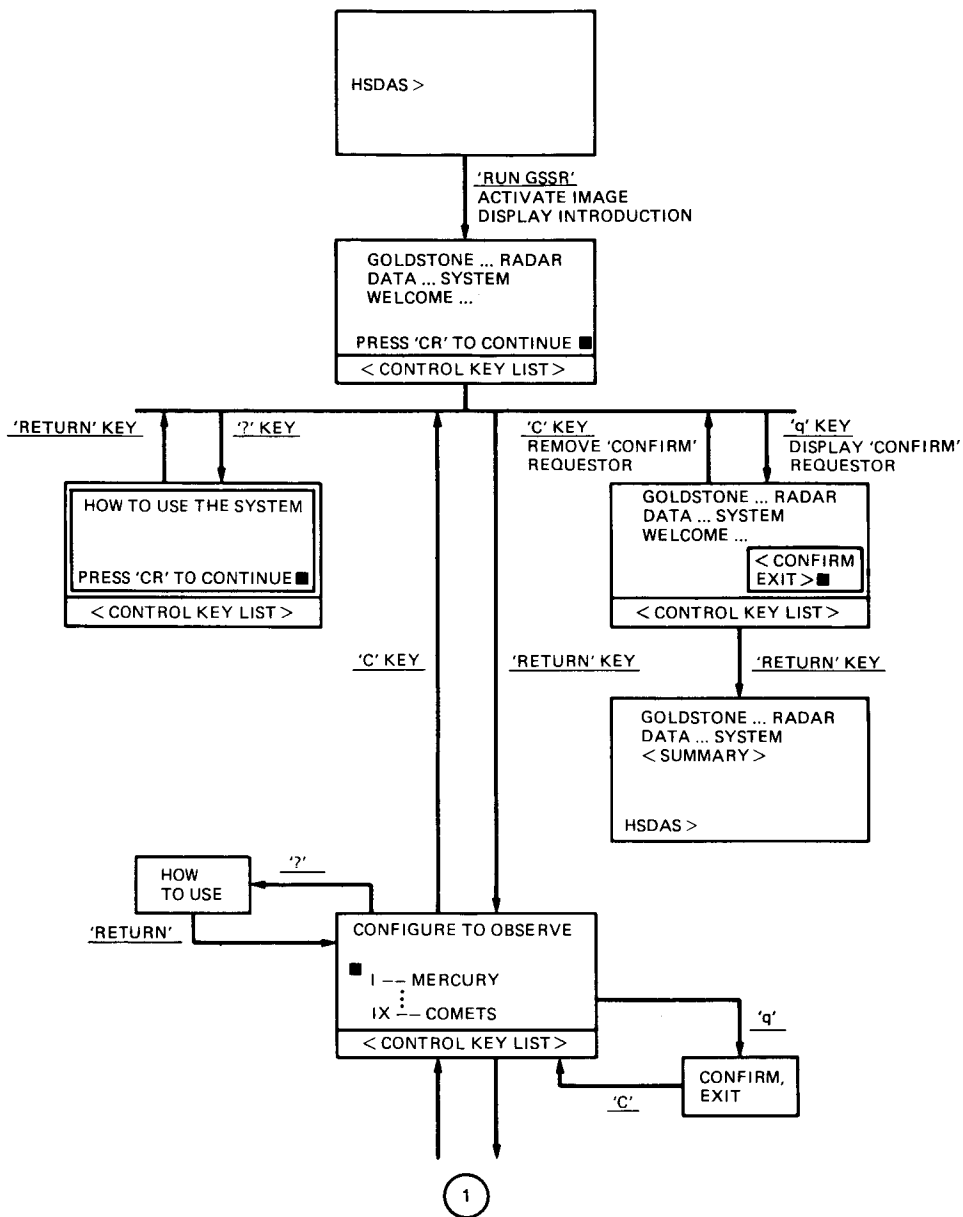 HSDAS >
'RUN GSSR'
ACTIVATE IMAGE
DISPLAY INTRODUCTION
GOLDSTONE ... RADAR
DATA ... SYSTEM
WELCOME ...
PRESS 'CR' TO CONTINUE ■
< CONTROL KEY LIST >
'RETURN' KEY
'?' KEY
'C' KEY
REMOVE 'CONFIRM'
REQUESTOR
'q' KEY
DISPLAY 'CONFIRM'
REQUESTOR
HOW TO USE THE SYSTEM
PRESS 'CR' TO CONTINUE ■
< CONTROL KEY LIST >
GOLDSTONE ... RADAR
DATA ... SYSTEM
WELCOME ...
< CONFIRM
EXIT > ■
< CONTROL KEY LIST >
'C' KEY
'RETURN' KEY
'RETURN' KEY
GOLDSTONE ... RADAR
DATA ... SYSTEM
< SUMMARY >
HSDAS >
HOW
TO USE
'?'
'RETURN'
CONFIGURE TO OBSERVE
I -- MERCURY
IX -- COMETS
< CONTROL KEY LIST >
'q'
CONFIRM,
EXIT
'C'
1